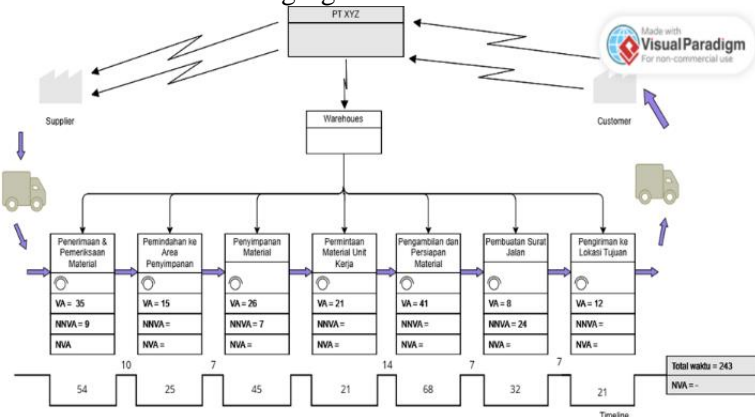 PT XYZ
Made with
Visual Paradigm
For non-commercial use
Supplier
Customer
Warehoues
Penerimaan &
Pemeriksaan
Material
VA = 35
NNVA = 9
NVA
Pemindahan ke
Area
Penyimpanan
VA = 15
NNVA =
NVA =
Penyimpanan
Material
VA = 26
NNVA = 7
NVA =
Permintaan
Material Unit
Kerja
VA = 21
NNVA =
NVA =
Pengambilan dan
Persiapan
Material
VA = 41
NNVA =
NVA =
Pembuatan Surat
Jalan
VA = 8
NNVA = 24
NVA =
Pengiriman ke
Lokasi Tujuan
VA = 12
NNVA =
NVA =
10
7
14
7
7
54
25
45
21
68
32
21
Total waktu = 243
NVA = -
Timeline